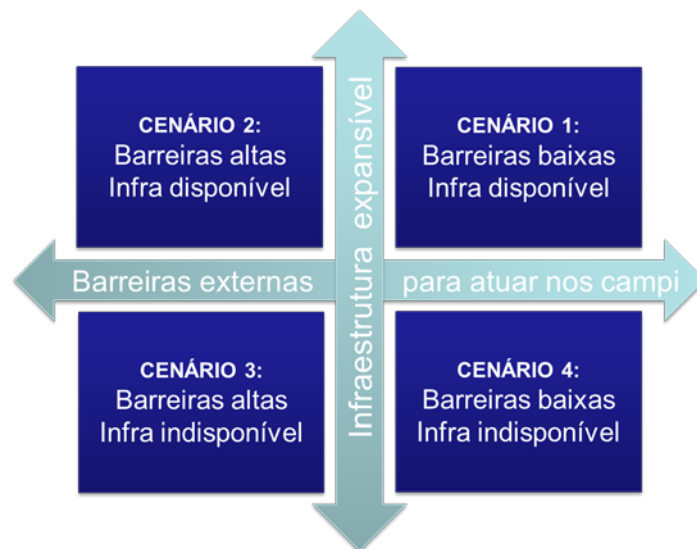 CENÁRIO 2:
Barreiras altas
Infra disponível
CENÁRIO 1:
Barreiras baixas
Infra disponível
Infraestrutura expansível
Barreiras externas para atuar nos campi
CENÁRIO 3:
Barreiras altas
Infra indisponível
CENÁRIO 4:
Barreiras baixas
Infra indisponível